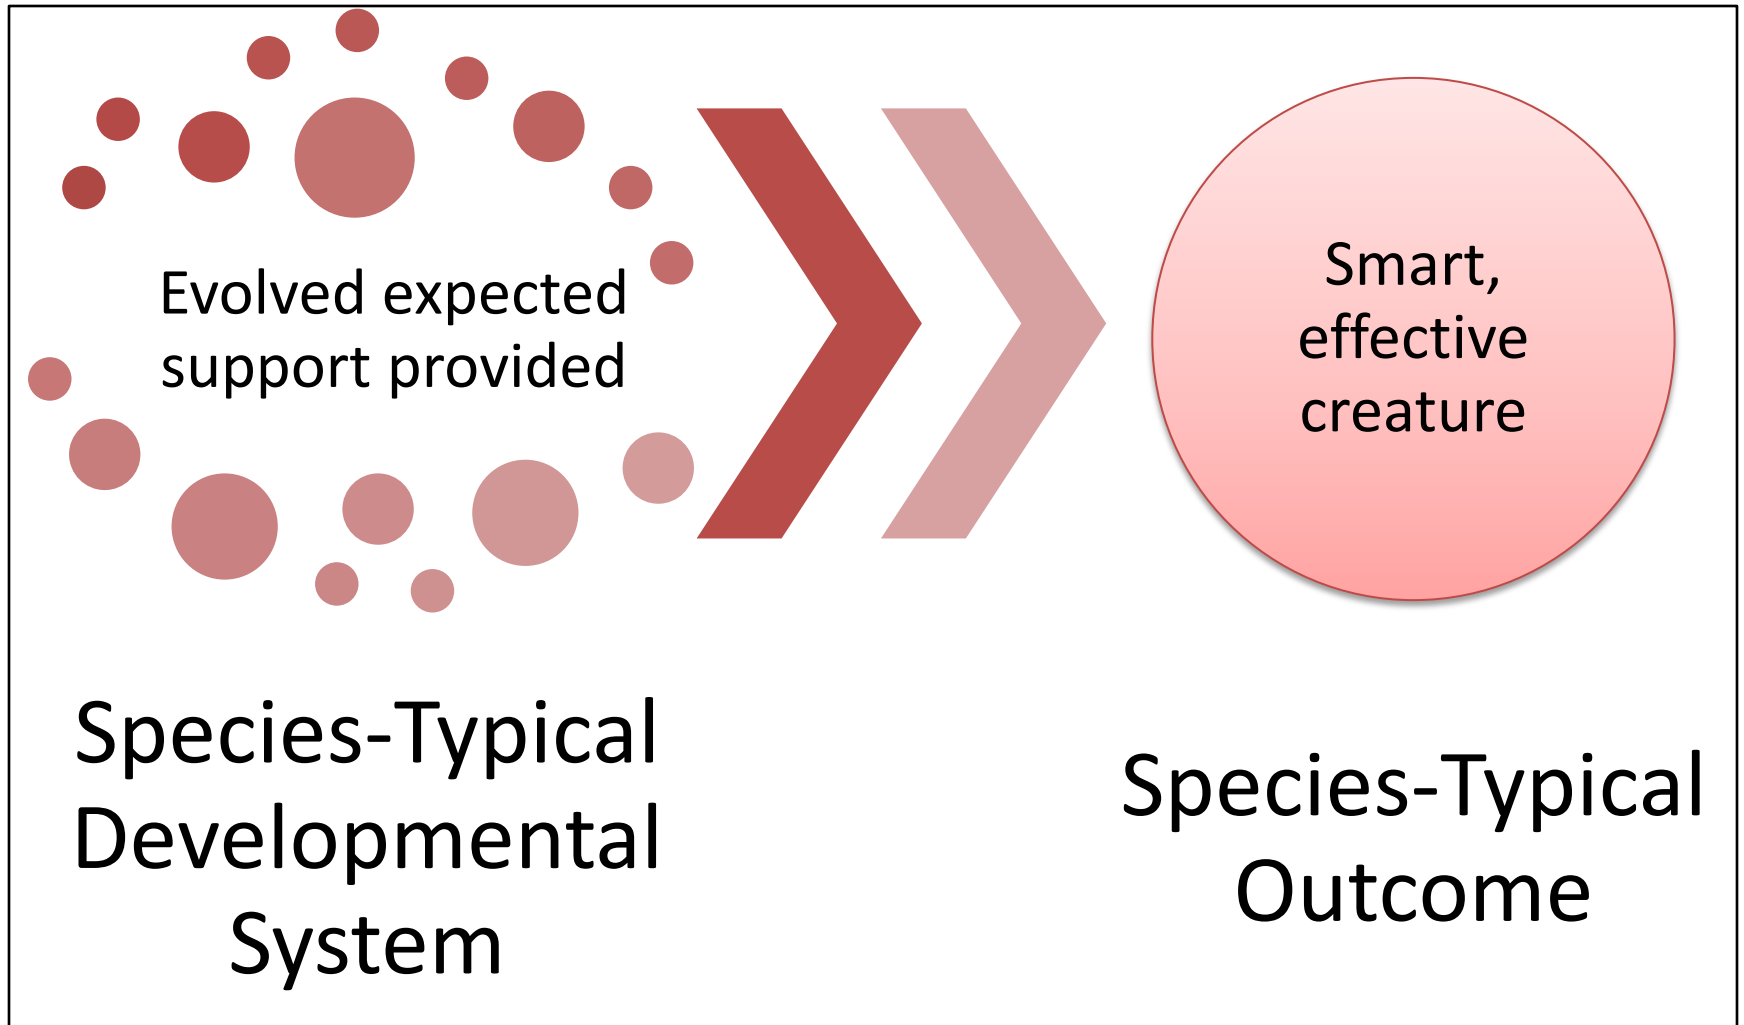 Evolved expected
support provided
Smart,
effective
creature
Species-Typical
Developmental
System
Species-Typical
Outcome